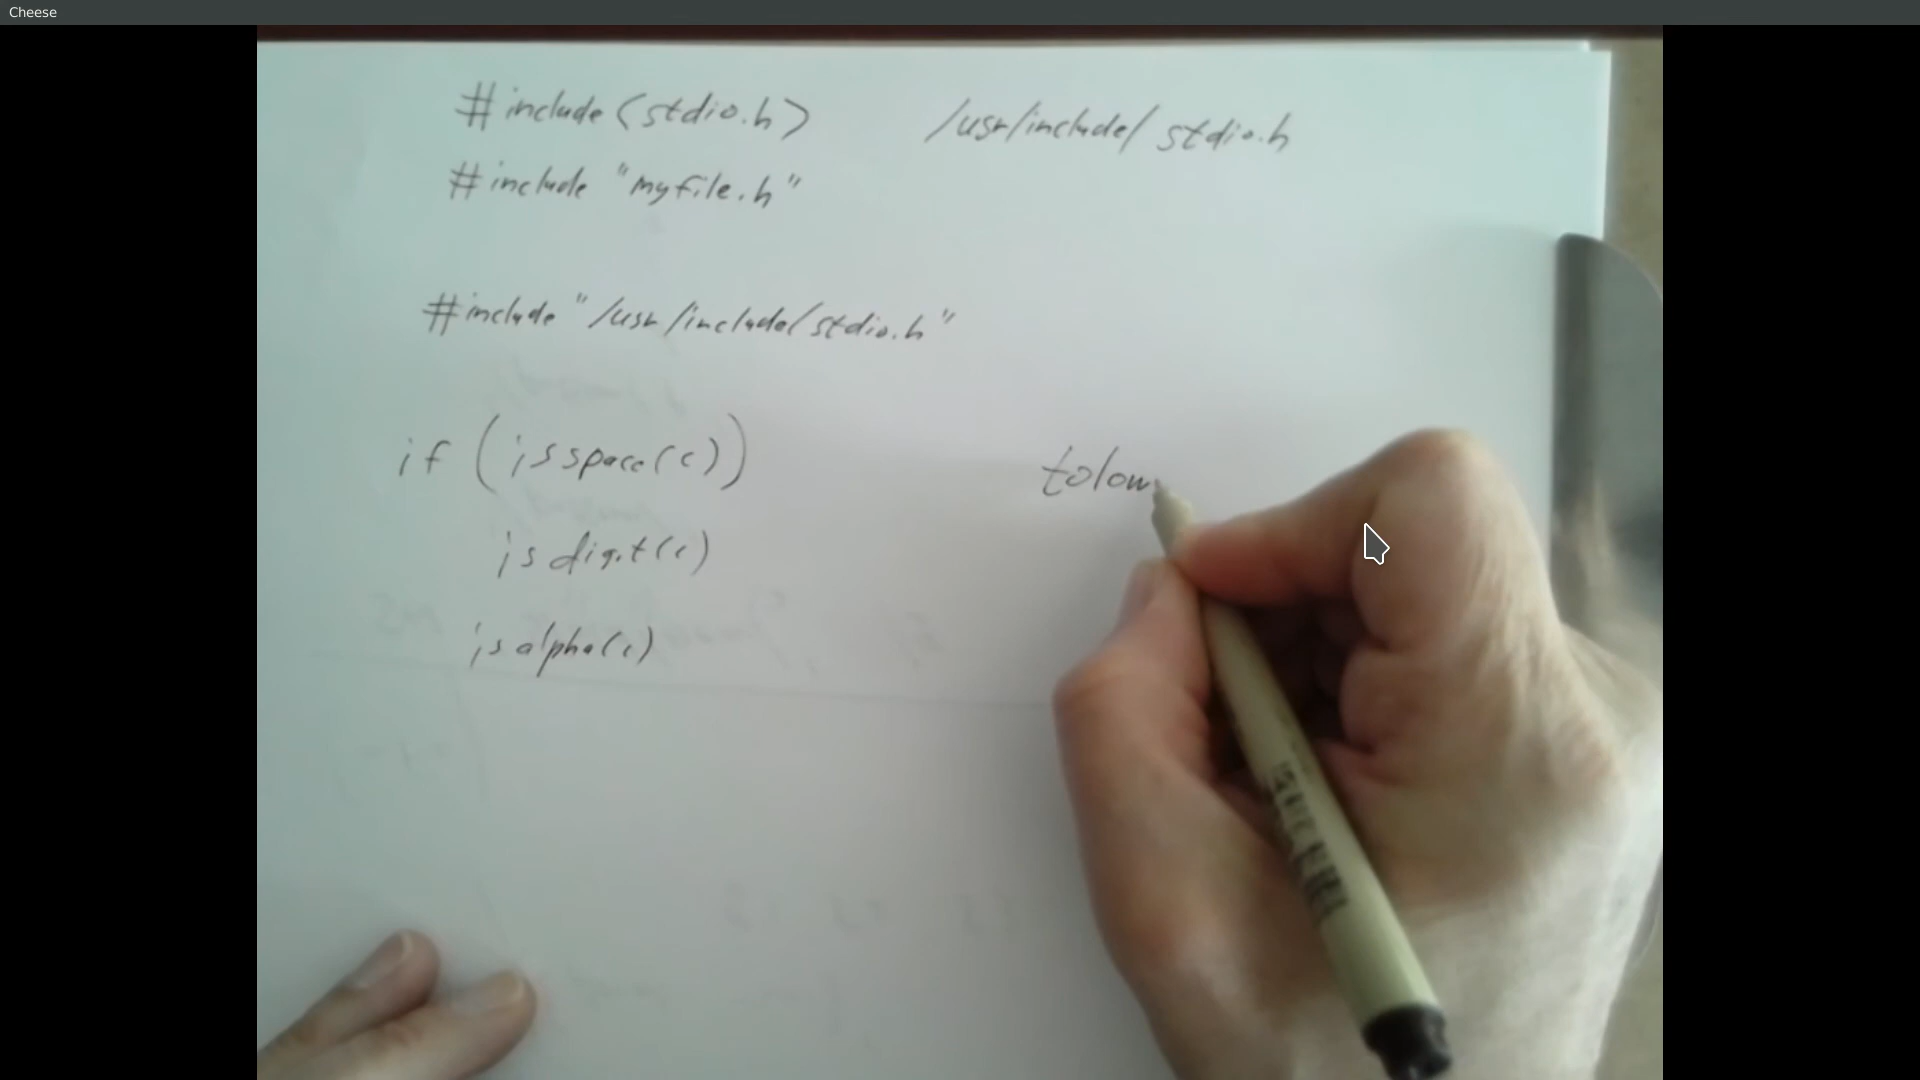 Cheese
#include <stdio.h> /usr/include/stdio.h
#include "myfile.h"
#include "/usr/include/stdio.h"
if (isspace(c)) tolow
isdigit(c)
isalpha(c)